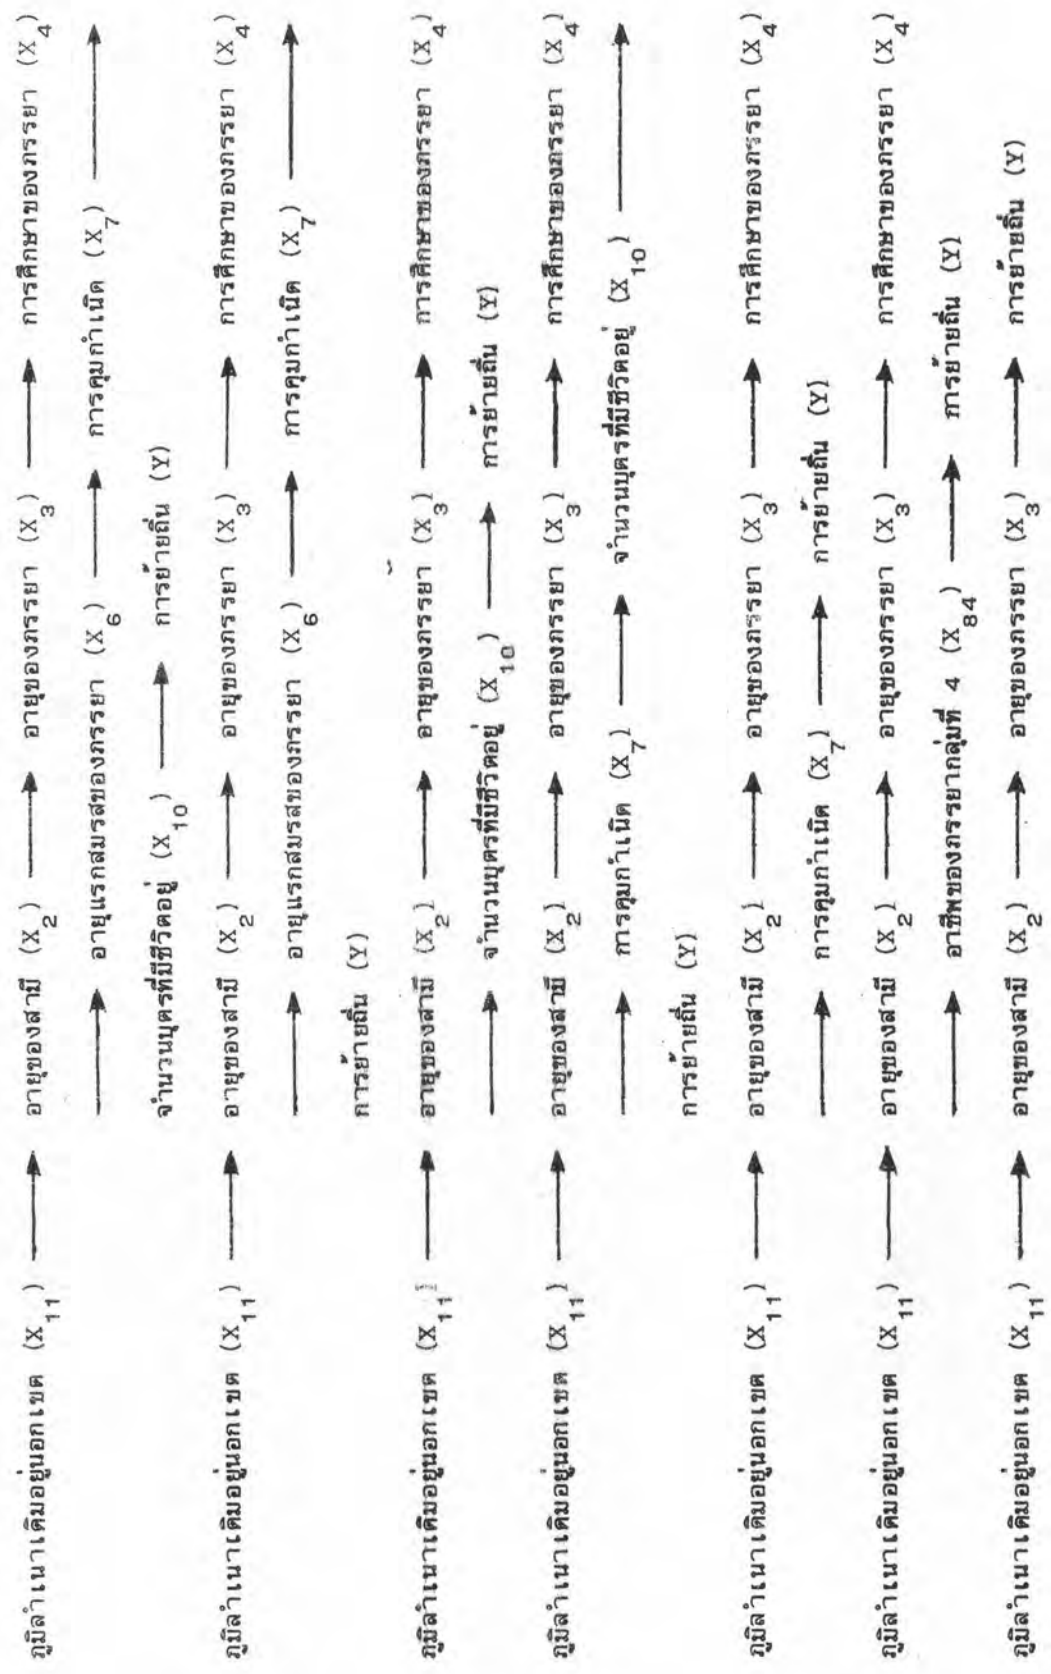 ภูมิลำเนาเดิมอยู่นอกเขต (X11) → อายุของสามี (X2) → อายุของภรรยา (X3) → การศึกษาของภรรยา (X4)
→ อายุแรกสมรสของภรรยา (X6) → การคุมกำเนิด (X7) →
จำนวนบุตรที่มีชีวิตอยู่ (X10) → การย้ายถิ่น (Y)
ภูมิลำเนาเดิมอยู่นอกเขต (X11) → อายุของสามี (X2) → อายุของภรรยา (X3) → การศึกษาของภรรยา (X4)
→ อายุแรกสมรสของภรรยา (X6) → การคุมกำเนิด (X7) →
การย้ายถิ่น (Y)
ภูมิลำเนาเดิมอยู่นอกเขต (X11) → อายุของสามี (X2) → อายุของภรรยา (X3) → การศึกษาของภรรยา (X4)
→ จำนวนบุตรที่มีชีวิตอยู่ (X10) → การย้ายถิ่น (Y)
ภูมิลำเนาเดิมอยู่นอกเขต (X11) → อายุของสามี (X2) → อายุของภรรยา (X3) → การศึกษาของภรรยา (X4)
→ การคุมกำเนิด (X7) → จำนวนบุตรที่มีชีวิตอยู่ (X10) →
การย้ายถิ่น (Y)
ภูมิลำเนาเดิมอยู่นอกเขต (X11) → อายุของสามี (X2) → อายุของภรรยา (X3) → การศึกษาของภรรยา (X4)
→ การคุมกำเนิด (X7) → การย้ายถิ่น (Y)
ภูมิลำเนาเดิมอยู่นอกเขต (X11) → อายุของสามี (X2) → อายุของภรรยา (X3) → การศึกษาของภรรยา (X4)
→ อาชีพของภรรยากลุ่มที่ 4 (X84) → การย้ายถิ่น (Y)
ภูมิลำเนาเดิมอยู่นอกเขต (X11) → อายุของสามี (X2) → อายุของภรรยา (X3) → การย้ายถิ่น (Y)